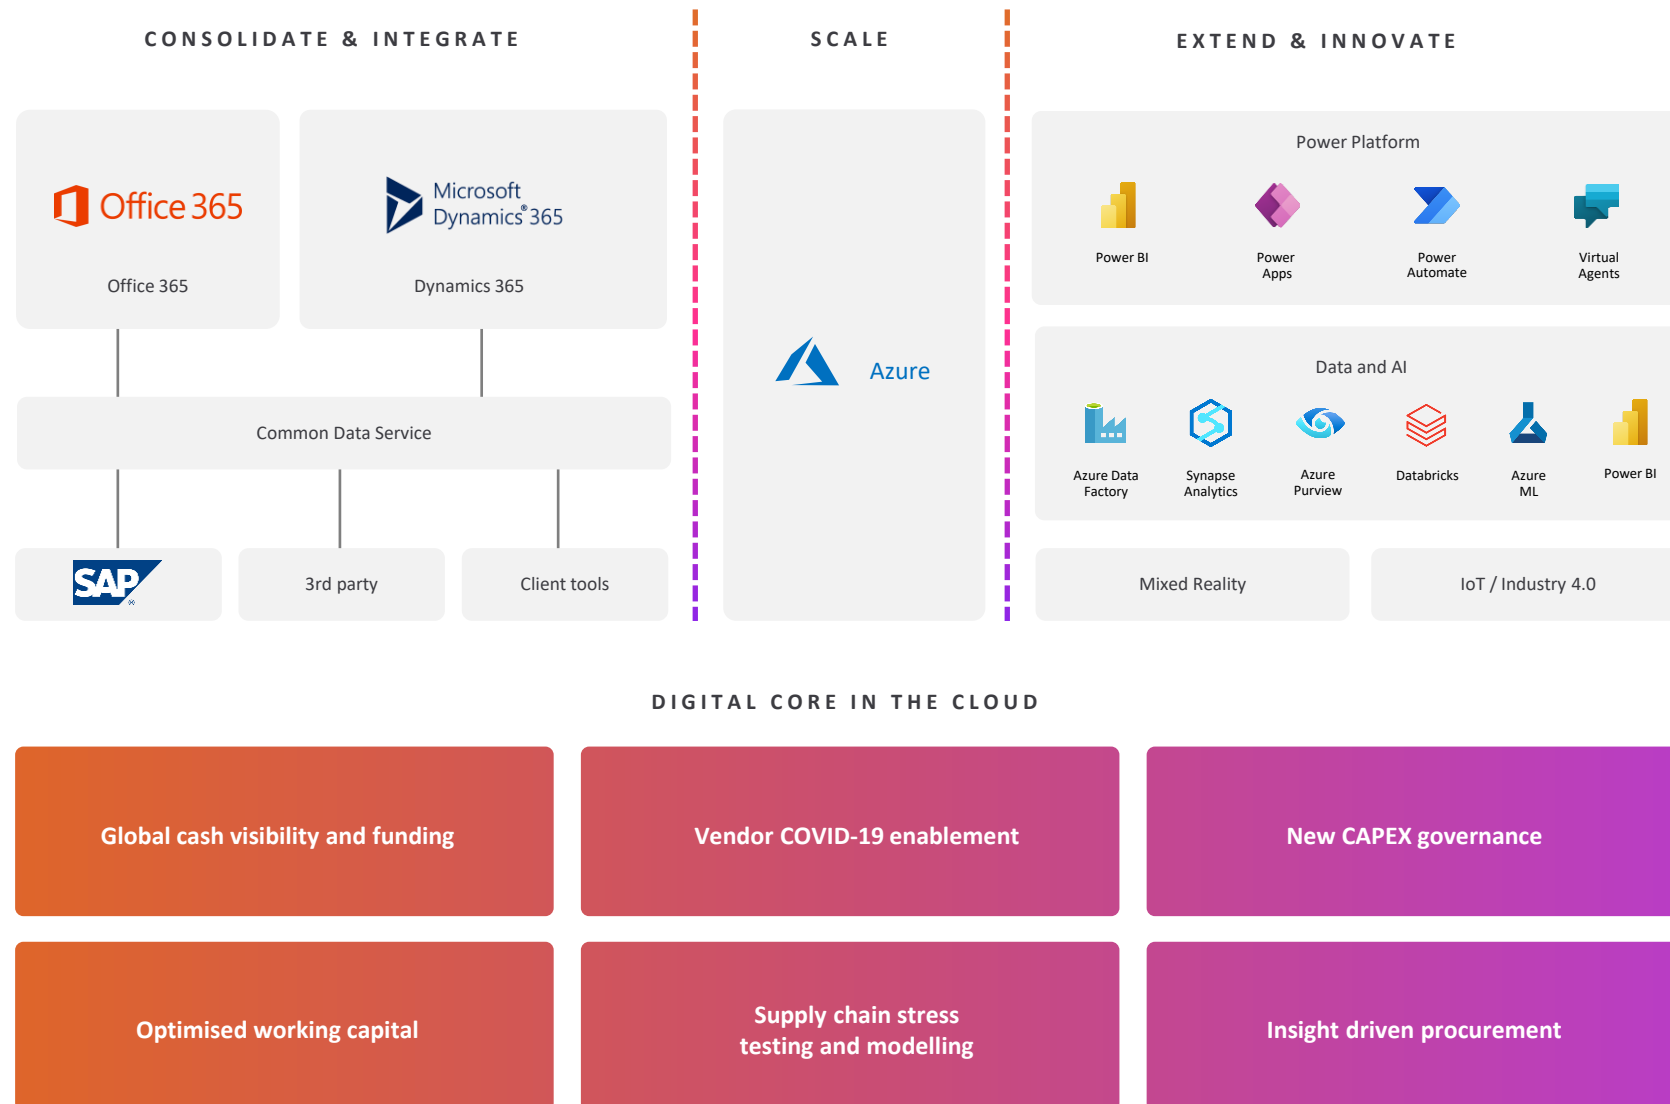 CONSOLIDATE & INTEGRATE
SCALE
EXTEND & INNOVATE
Office 365
Office 365
Microsoft
Dynamics® 365
Dynamics 365
Common Data Service
SAP®
3rd party
Client tools
Azure
Power Platform
Power BI
Power
Apps
Power
Automate
Virtual
Agents
Data and AI
Azure Data
Factory
Synapse
Analytics
Azure
Purview
Databricks
Azure
ML
Power BI
Mixed Reality
IoT / Industry 4.0
DIGITAL CORE IN THE CLOUD
Global cash visibility and funding
Vendor COVID-19 enablement
New CAPEX governance
Optimised working capital
Supply chain stress
testing and modelling
Insight driven procurement